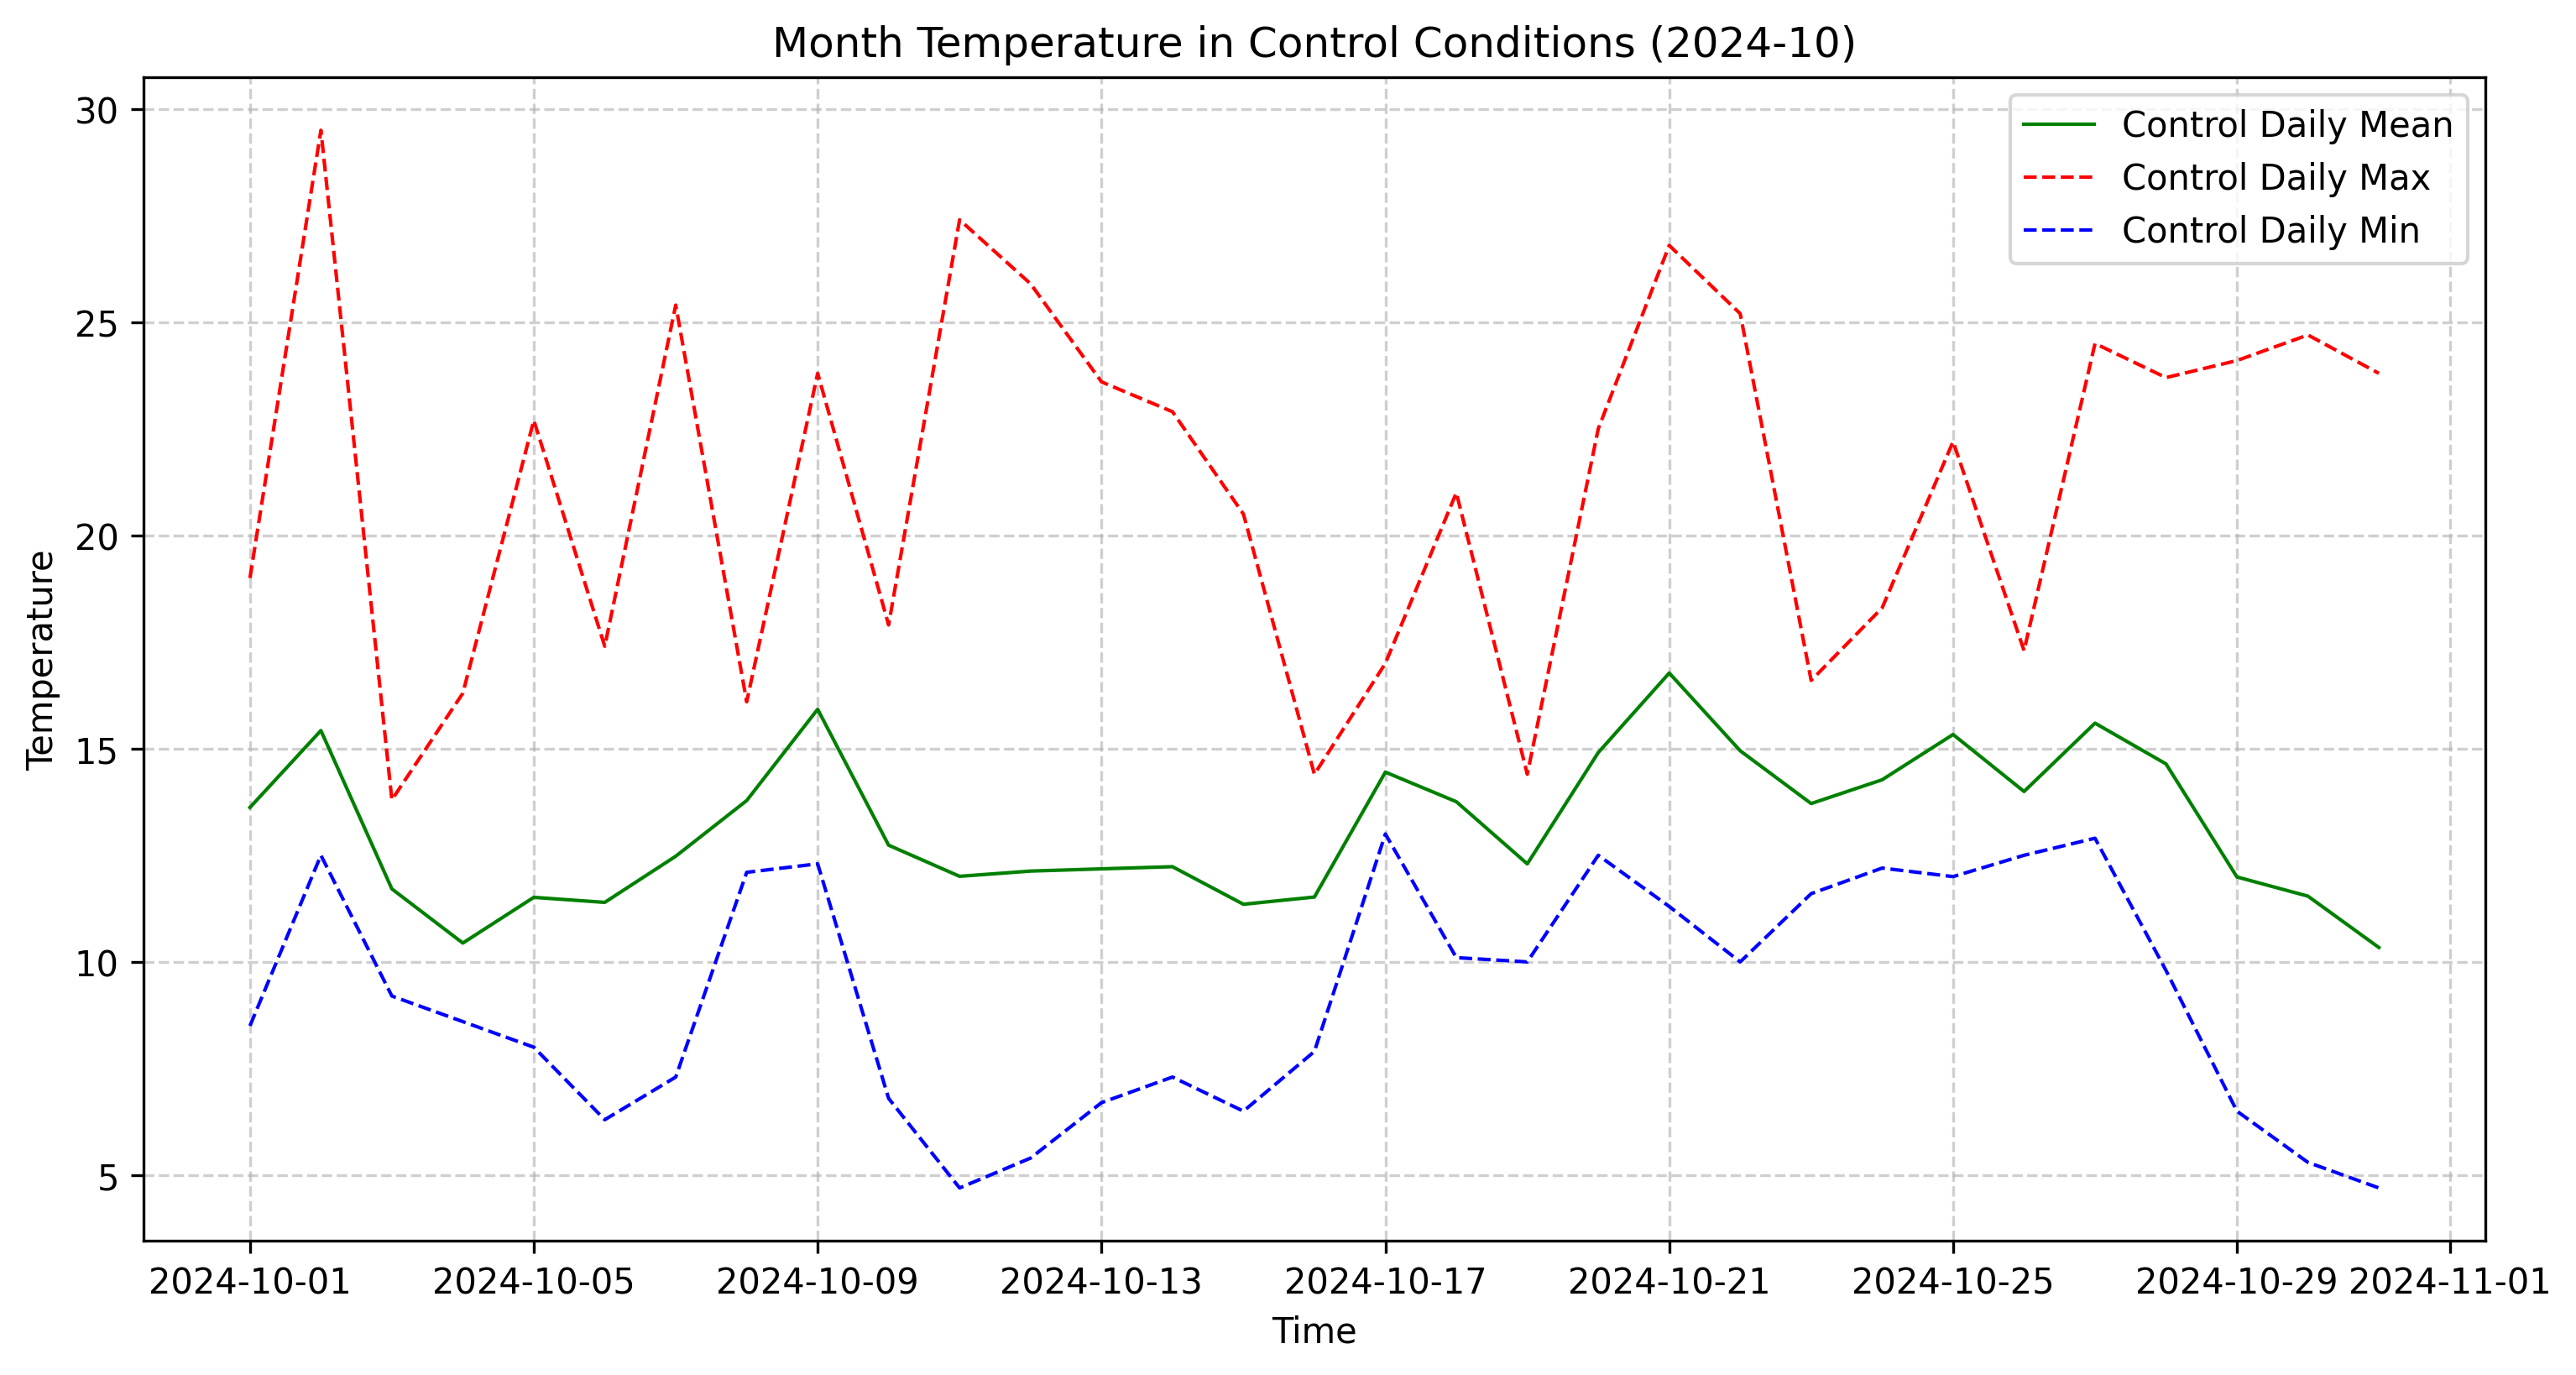 Month Temperature in Control Conditions (2024-10)
Control Daily Mean
Control Daily Max
Control Daily Min
Temperature
30
25
20
15
10
5
2024-10-01 2024-10-05 2024-10-09 2024-10-13 2024-10-17 2024-10-21 2024-10-25 2024-10-29 2024-11-01
Time